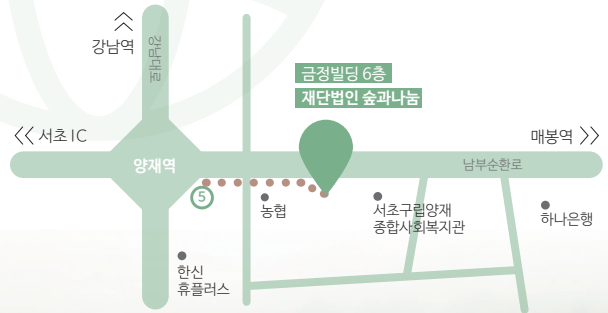 강남역
강남대로
금정빌딩 6층
재단법인 숲과나눔
서초 IC
매봉역
양재역
남부순환로
5
농협
서초구립양재
종합사회복지관
하나은행
한신
휴플러스